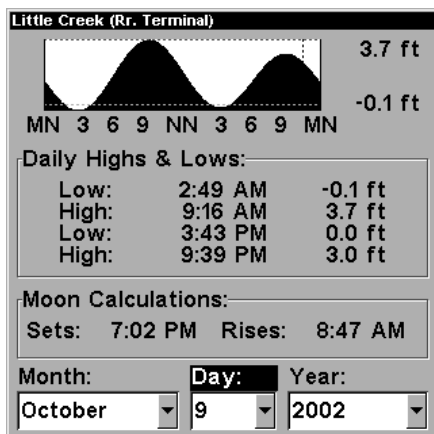 Little Creek (Rr. Terminal)
3.7 ft
-0.1 ft
MN 3 6 9 NN 3 6 9 MN
Daily Highs & Lows:
Low: 2:49 AM -0.1 ft
High: 9:16 AM 3.7 ft
Low: 3:43 PM 0.0 ft
High: 9:39 PM 3.0 ft
Moon Calculations:
Sets: 7:02 PM Rises: 8:47 AM
Month: Day: Year:
October 9 2002